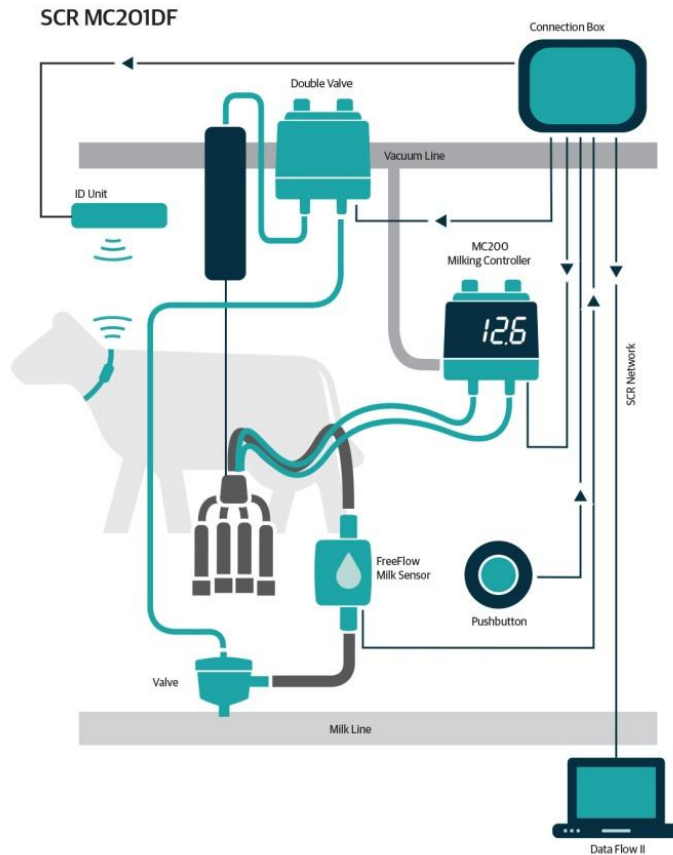 SCR MC201DF
Connection Box
Double Valve
Vacuum Line
ID Unit
MC200
Milking Controller
12.6
SCR Network
FreeFlow
Milk Sensor
Pushbutton
Valve
Milk Line
Data Flow II